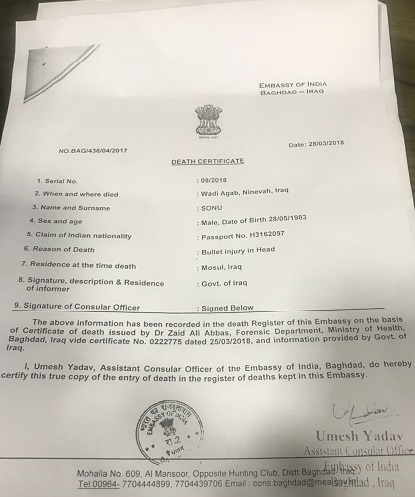 EMBASSY OF INDIA
BAGHDAD – IRAQ
NO.BAG/436/04/2017
Date: 28/03/2018
DEATH CERTIFICATE
1. Serial No. : 08/2018
2. When and where died : Wadi Agab, Ninevah, Iraq
3. Name and Surname : SONU
4. Sex and age : Male, Date of Birth 28/05/1983
5. Claim of Indian nationality : Passport No. H3162097
6. Reason of Death : Bullet injury in Head
7. Residence at the time death : Mosul, Iraq
8. Signature, description & Residence : Govt. of Iraq
of informer
9. Signature of Consular Officer : Signed Below
The above information has been recorded in the death Register of this Embassy on the basis
of Certificate of death issued by Dr Zaid Ali Abbas, Forensic Department, Ministry of Health,
Baghdad, Iraq vide certificate No. 0222775 dated 25/03/2018, and information provided by Govt. of
Iraq.
I, Umesh Yadav, Assistant Consular Officer of the Embassy of India, Baghdad, do hereby
certify this true copy of the entry of death in the register of deaths kept in this Embassy.
EMBASSY OF INDIA
Umesh Yadav
Assistant Consular Officer
Embassy of India
Baghdad, Iraq
Mohalla No. 609, Al Mansoor, Opposite Hunting Club, Distt Baghdad, Iraq
Tel:00964- 7704444899, 7704439706 Email : cons.baghdad@mea.gov.in